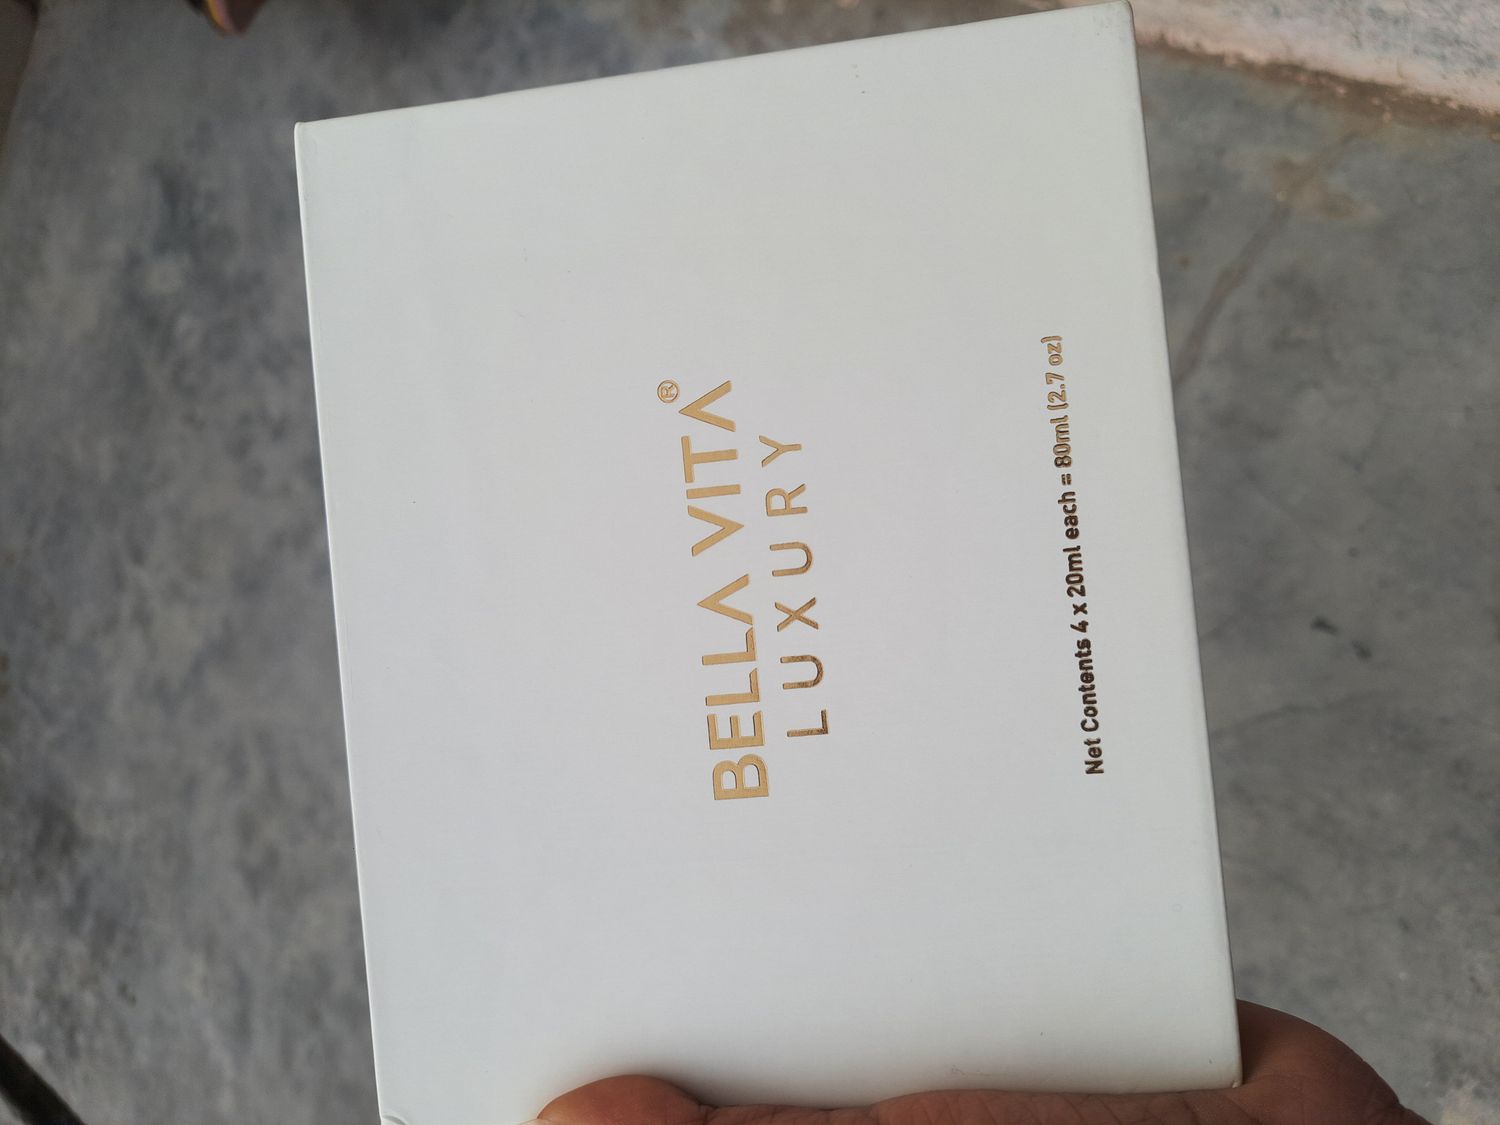 BELLA VITA®
LUXURY
Net Contents 4 x 20ml each = 80ml (2.7 oz)